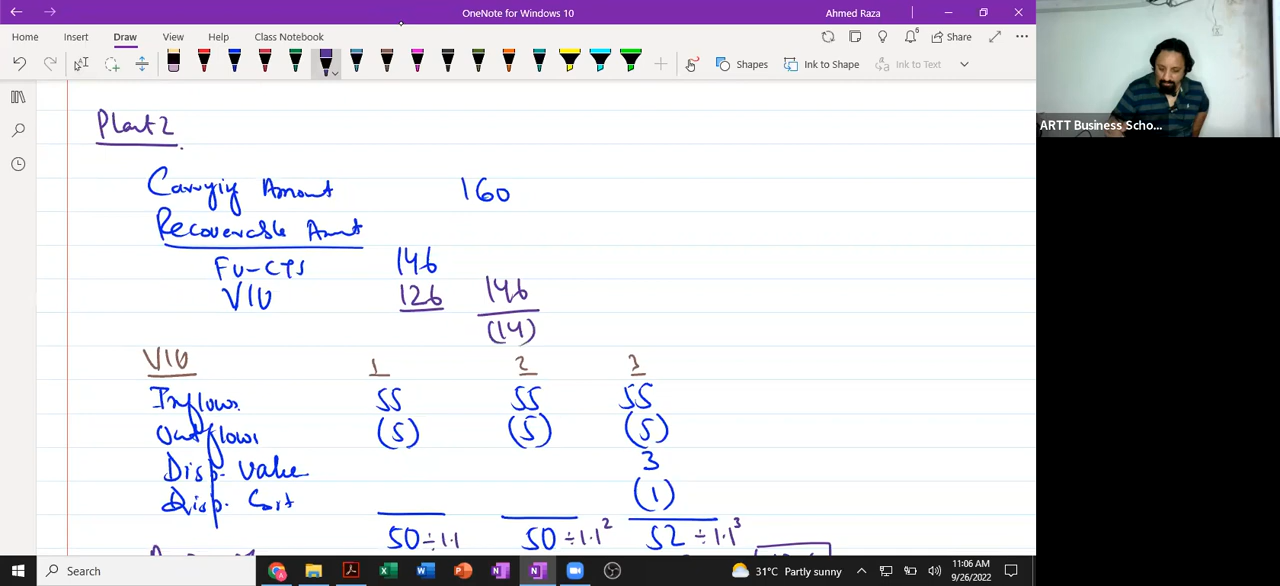 OneNote for Windows 10
Ahmed Raza
Home Insert Draw View Help Class Notebook
Share
Shapes Ink to Shape Ink to Text
ARTT Business Scho...
Plant 2
Carrying Amount 160
Recoverable Amt
FV-CTS 146
VIU 126 146
(14)
VIU 1 2 3
Inflows 55 55 55
Outflows (5) (5) (5)
Disp. Value 3
Disp. Cost (1)
50 ÷ 1.1 50 ÷ 1.1² 52 ÷ 1.1³
Search
31°C Partly sunny
11:06 AM
9/26/2022